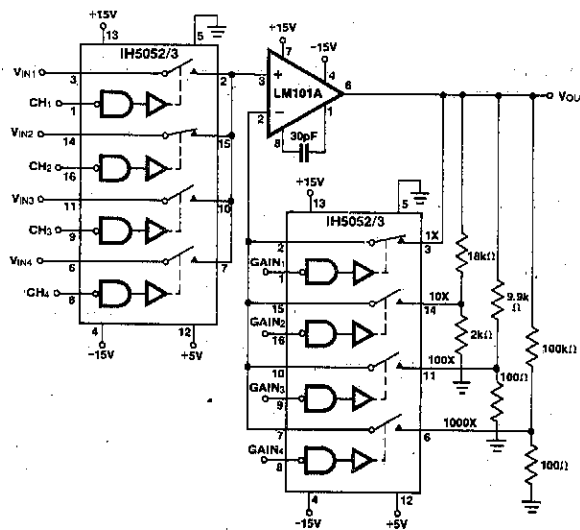 +15V
13
5
IH5052/3
VIN1
3
2
CH1
1
VIN2
14
15
CH2
16
VIN3
11
10
CH3
9
VIN4
6
7
CH4
8
4
12
-15V
+5V
+15V
7
-15V
4
3
+
LM101A
6
2
-
1
8
30pF
VOU
+15V
13
5
IH5052/3
2
1X
3
GAIN1
1
18kΩ
15
10X
14
GAIN2
16
2kΩ
9.9k
Ω
100kΩ
10
100X
11
GAIN3
9
100Ω
7
1000X
6
GAIN4
8
100Ω
4
12
-15V
+5V